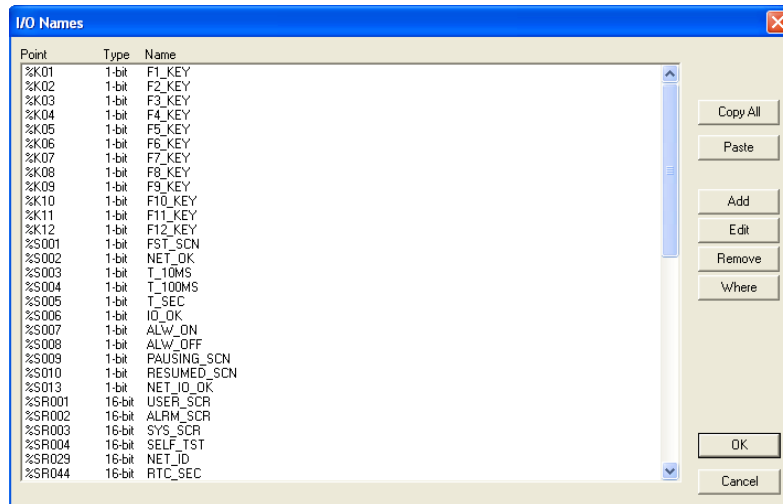 I/O Names
Point Type Name
%K01 1-bit F1_KEY
%K02 1-bit F2_KEY
%K03 1-bit F3_KEY
%K04 1-bit F4_KEY
%K05 1-bit F5_KEY
%K06 1-bit F6_KEY
%K07 1-bit F7_KEY
%K08 1-bit F8_KEY
%K09 1-bit F9_KEY
%K10 1-bit F10_KEY
%K11 1-bit F11_KEY
%K12 1-bit F12_KEY
%S001 1-bit FST_SCN
%S002 1-bit NET_OK
%S003 1-bit T_10MS
%S004 1-bit T_100MS
%S005 1-bit T_SEC
%S006 1-bit IO_OK
%S007 1-bit ALW_ON
%S008 1-bit ALW_OFF
%S009 1-bit PAUSING_SCN
%S010 1-bit RESUMED_SCN
%S013 1-bit NET_IO_OK
%SR001 16-bit USER_SCR
%SR002 16-bit ALRM_SCR
%SR003 16-bit SYS_SCR
%SR004 16-bit SELF_TST
%SR029 16-bit NET_ID
%SR044 16-bit RTC_SEC
Copy All
Paste
Add
Edit
Remove
Where
OK
Cancel